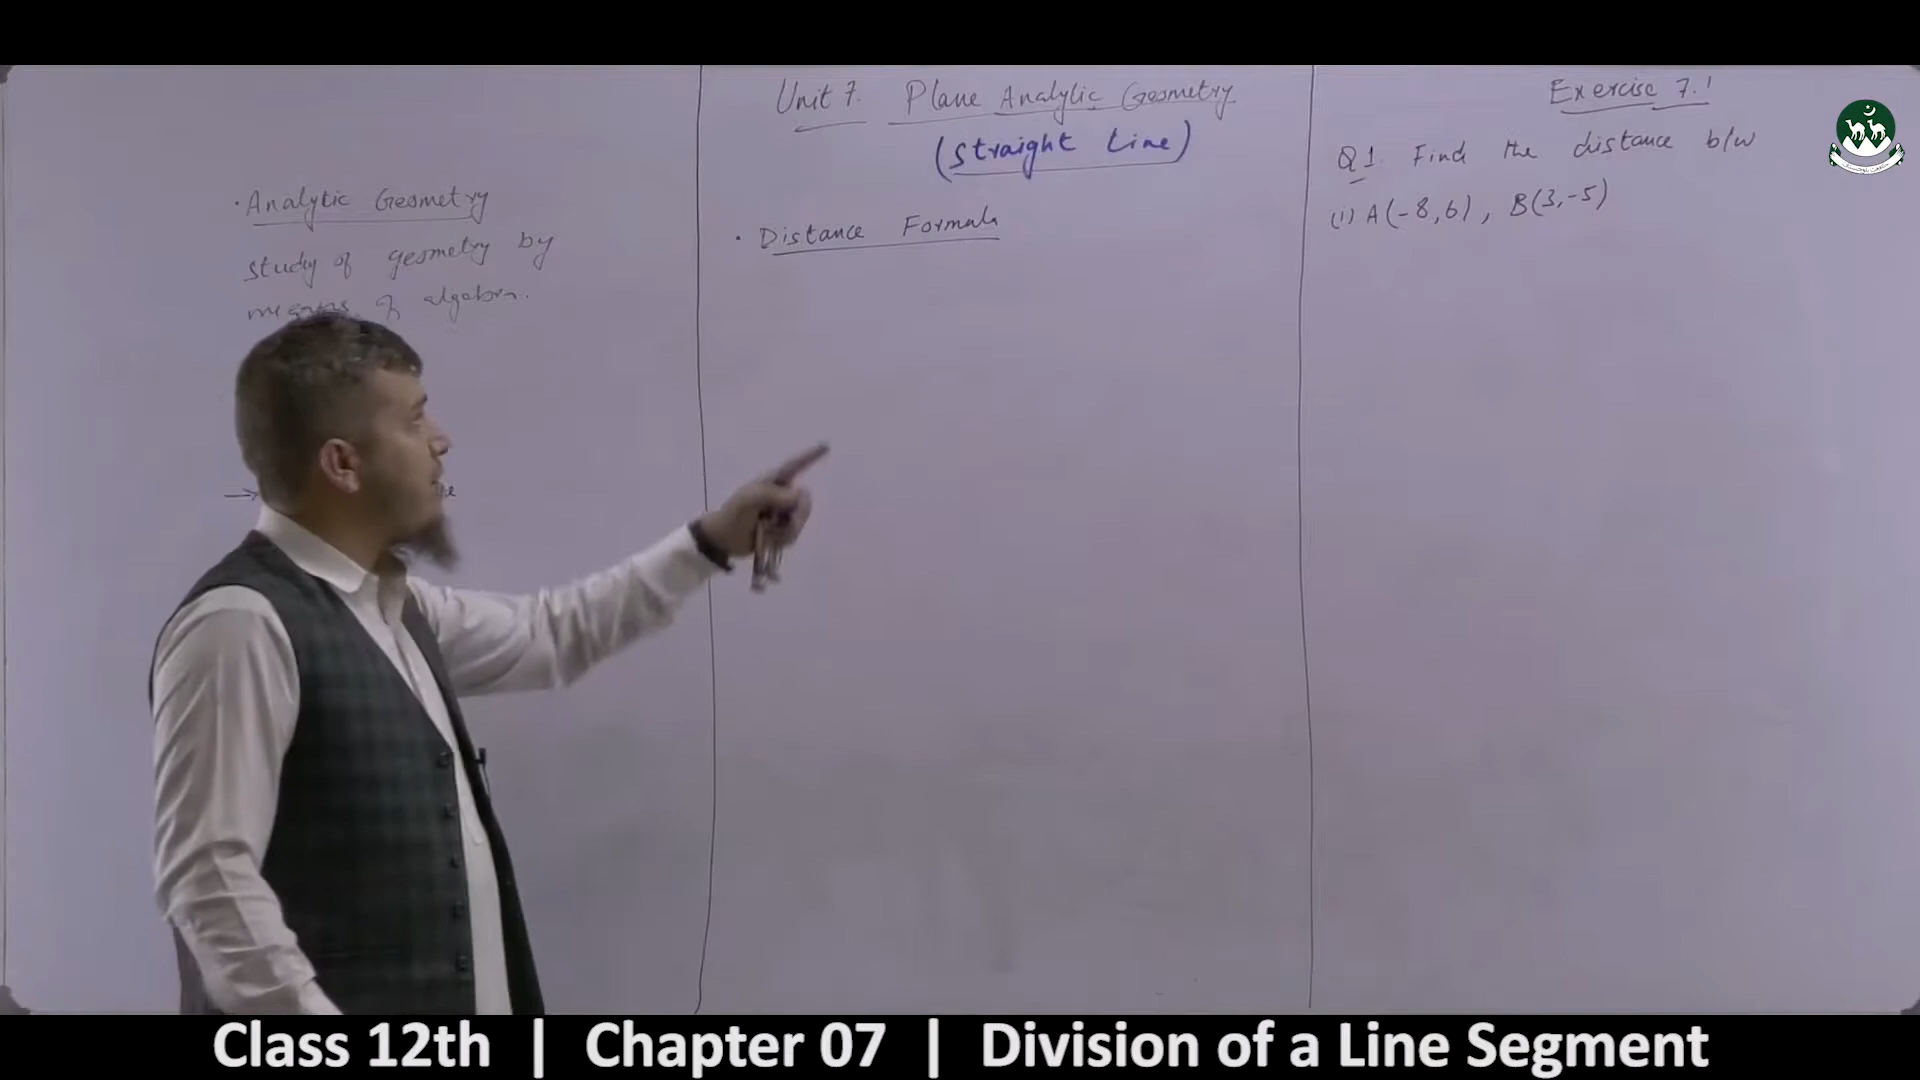 Unit 7. Plane Analytic Geometry
(straight Line)
· Analytic Geometry
study of geometry by
means of algebra.
→
· Distance Formula
Exercise 7.1
Q1. Find the distance b/w
(i) A(-8,6), B(3,-5)
Class 12th | Chapter 07 | Division of a Line Segment